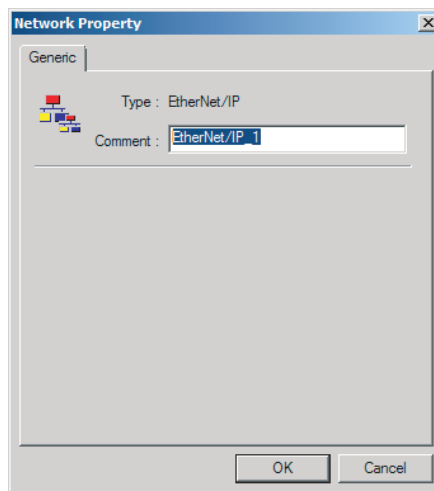 Network Property
Generic
Type : EtherNet/IP
Comment : EtherNet/IP_1
OK Cancel